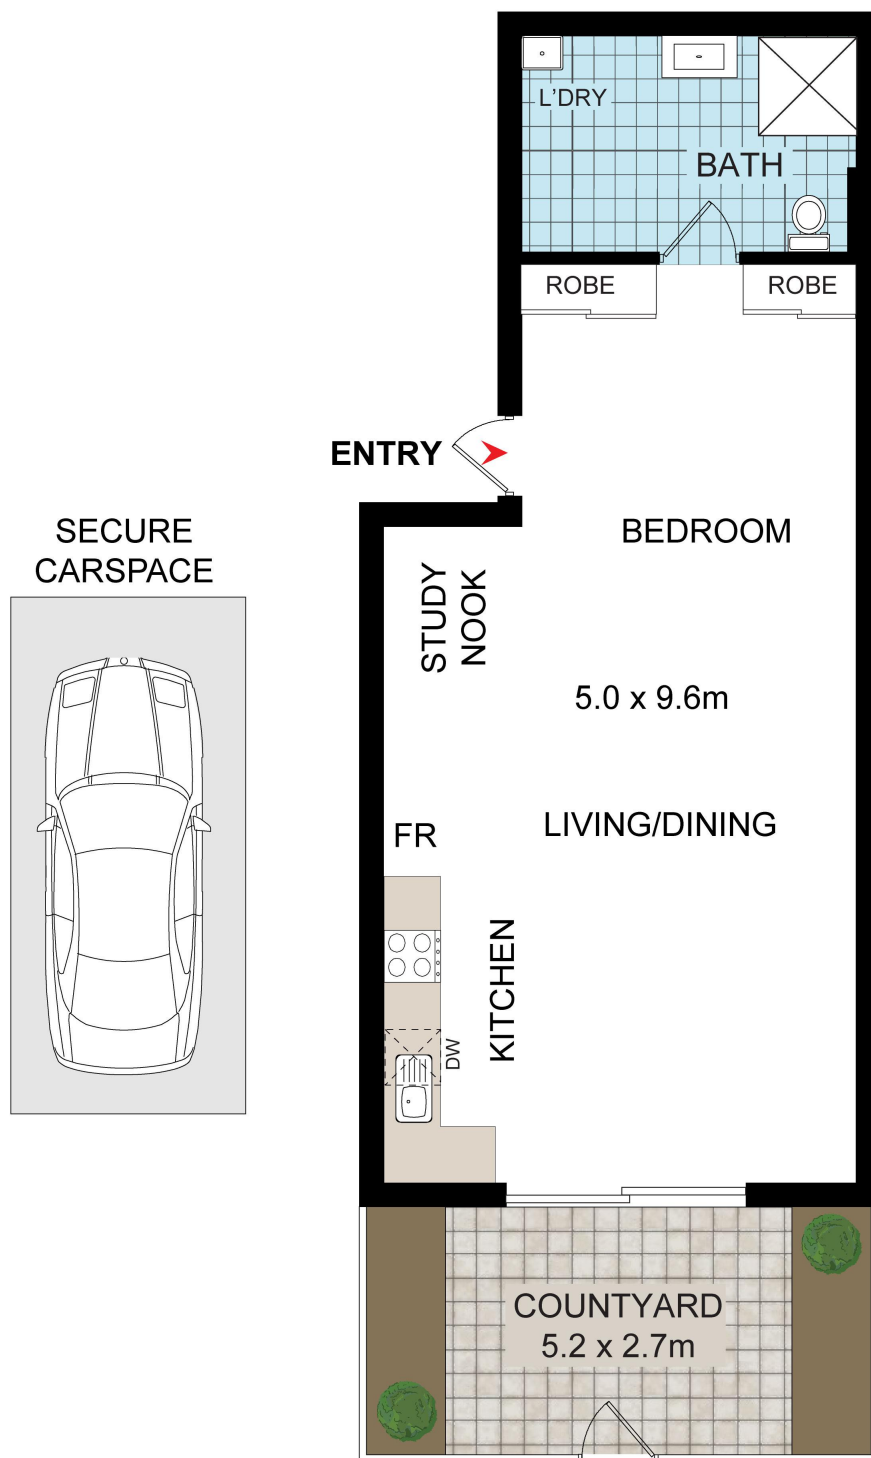 L'DRY
BATH
ROBE
ROBE
ENTRY
SECURE
CARSPACE
BEDROOM
STUDY
NOOK
5.0 x 9.6m
LIVING/DINING
FR
KITCHEN
DW
COUNTYARD
5.2 x 2.7m